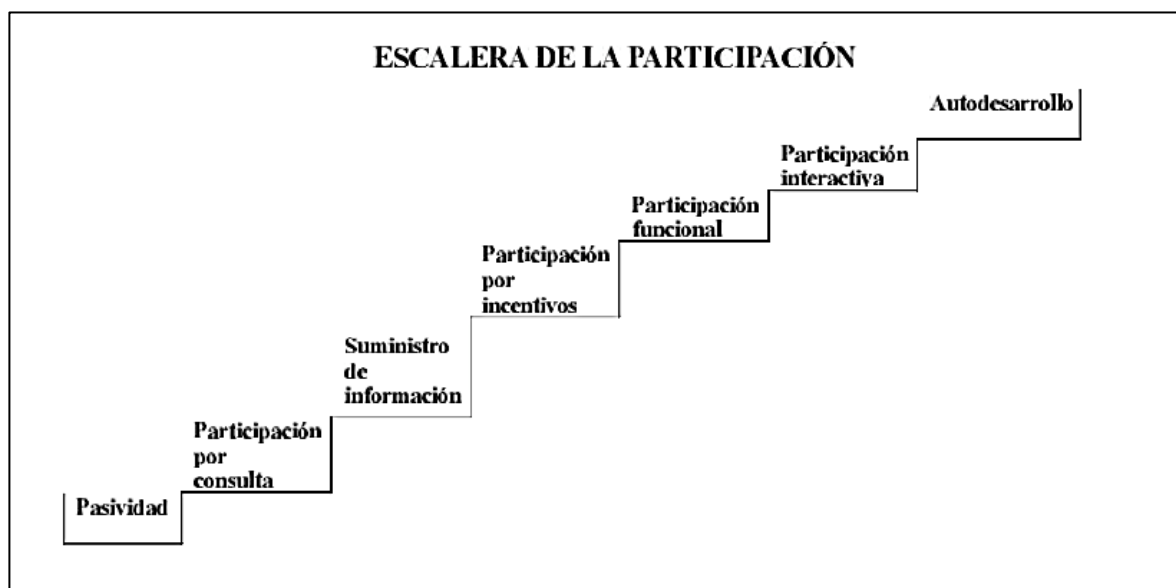 ESCALERA DE LA PARTICIPACIÓN
Autodesarrollo
Participación
interactiva
Participación
funcional
Participación
por
incentivos
Suministro
de
información
Participación
por
consulta
Pasividad